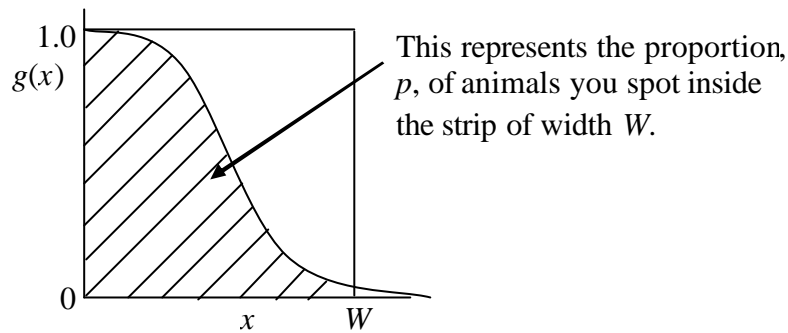 1.0
g(x)
This represents the proportion,
p, of animals you spot inside
the strip of width W.
0
x
W